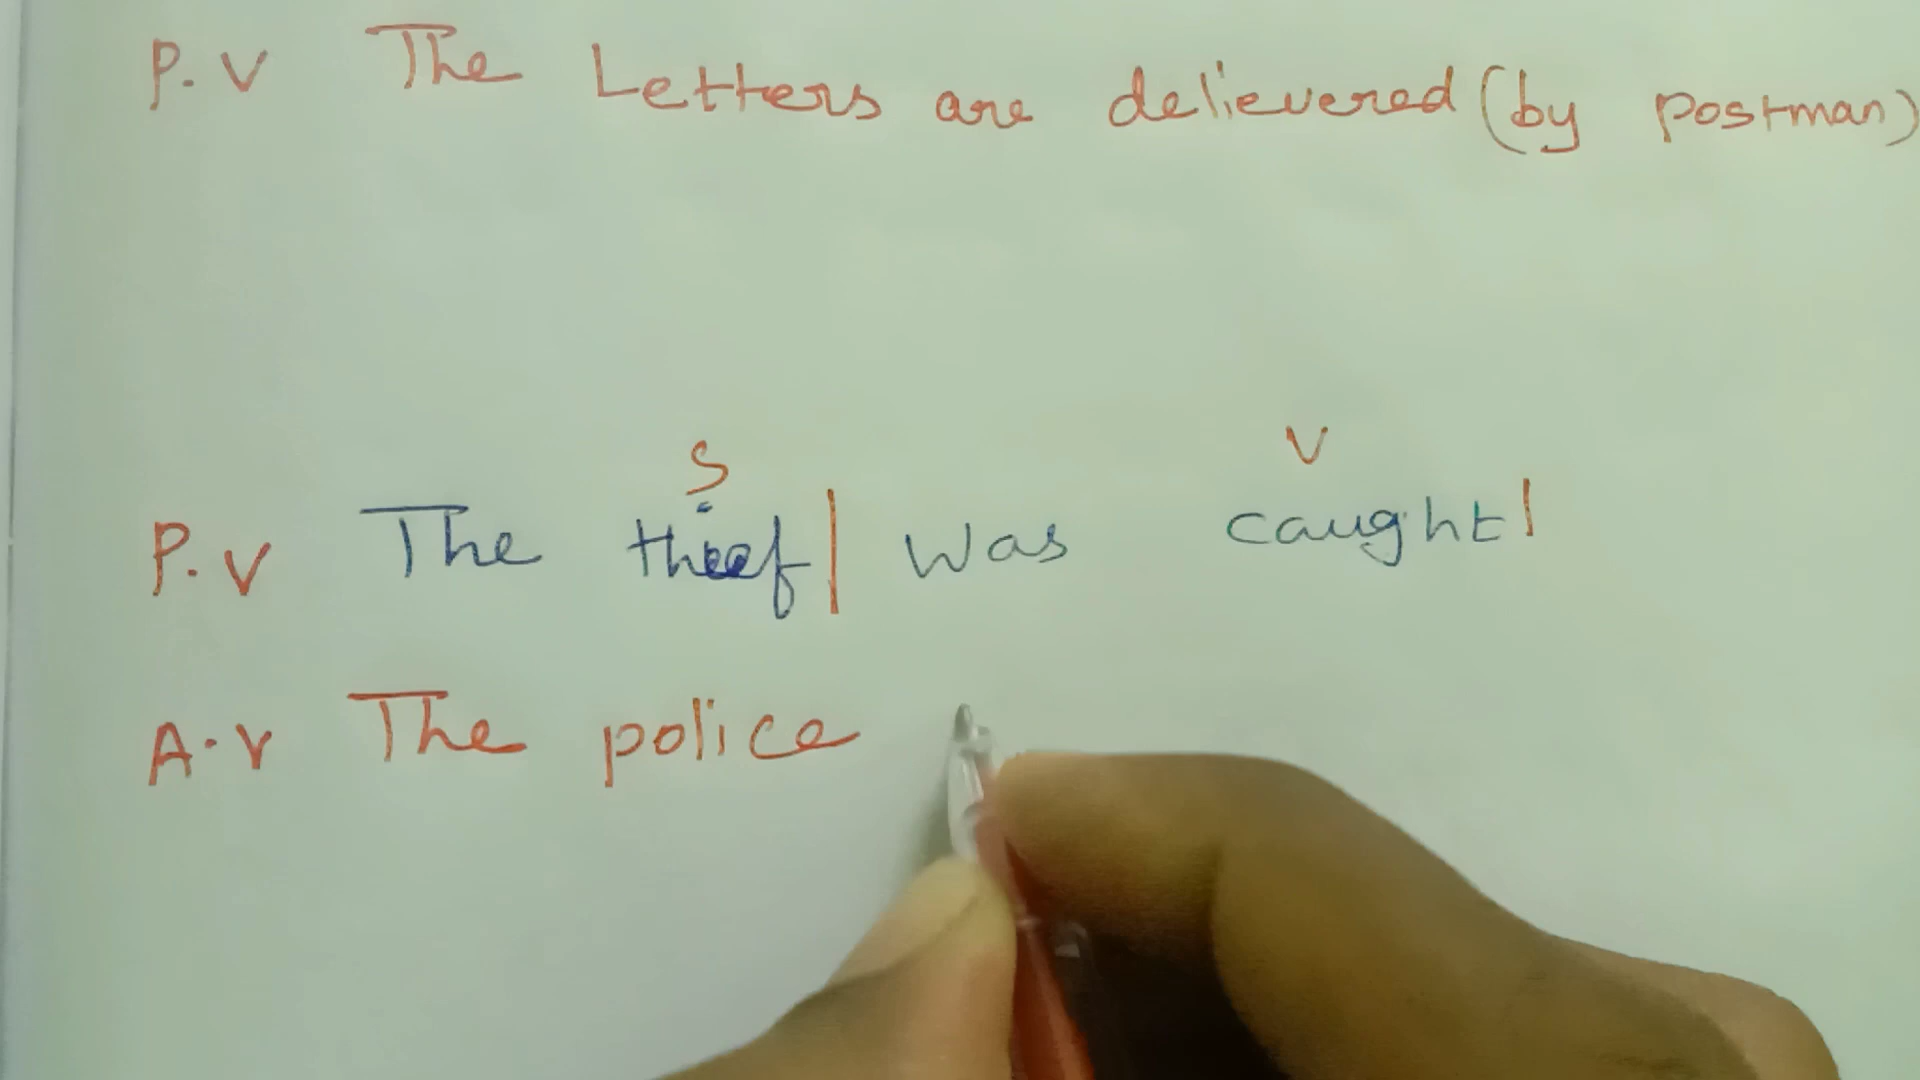 P.V The Letters are delievered (by postman)
S V
P.V The thief| was caught|
A.V The police